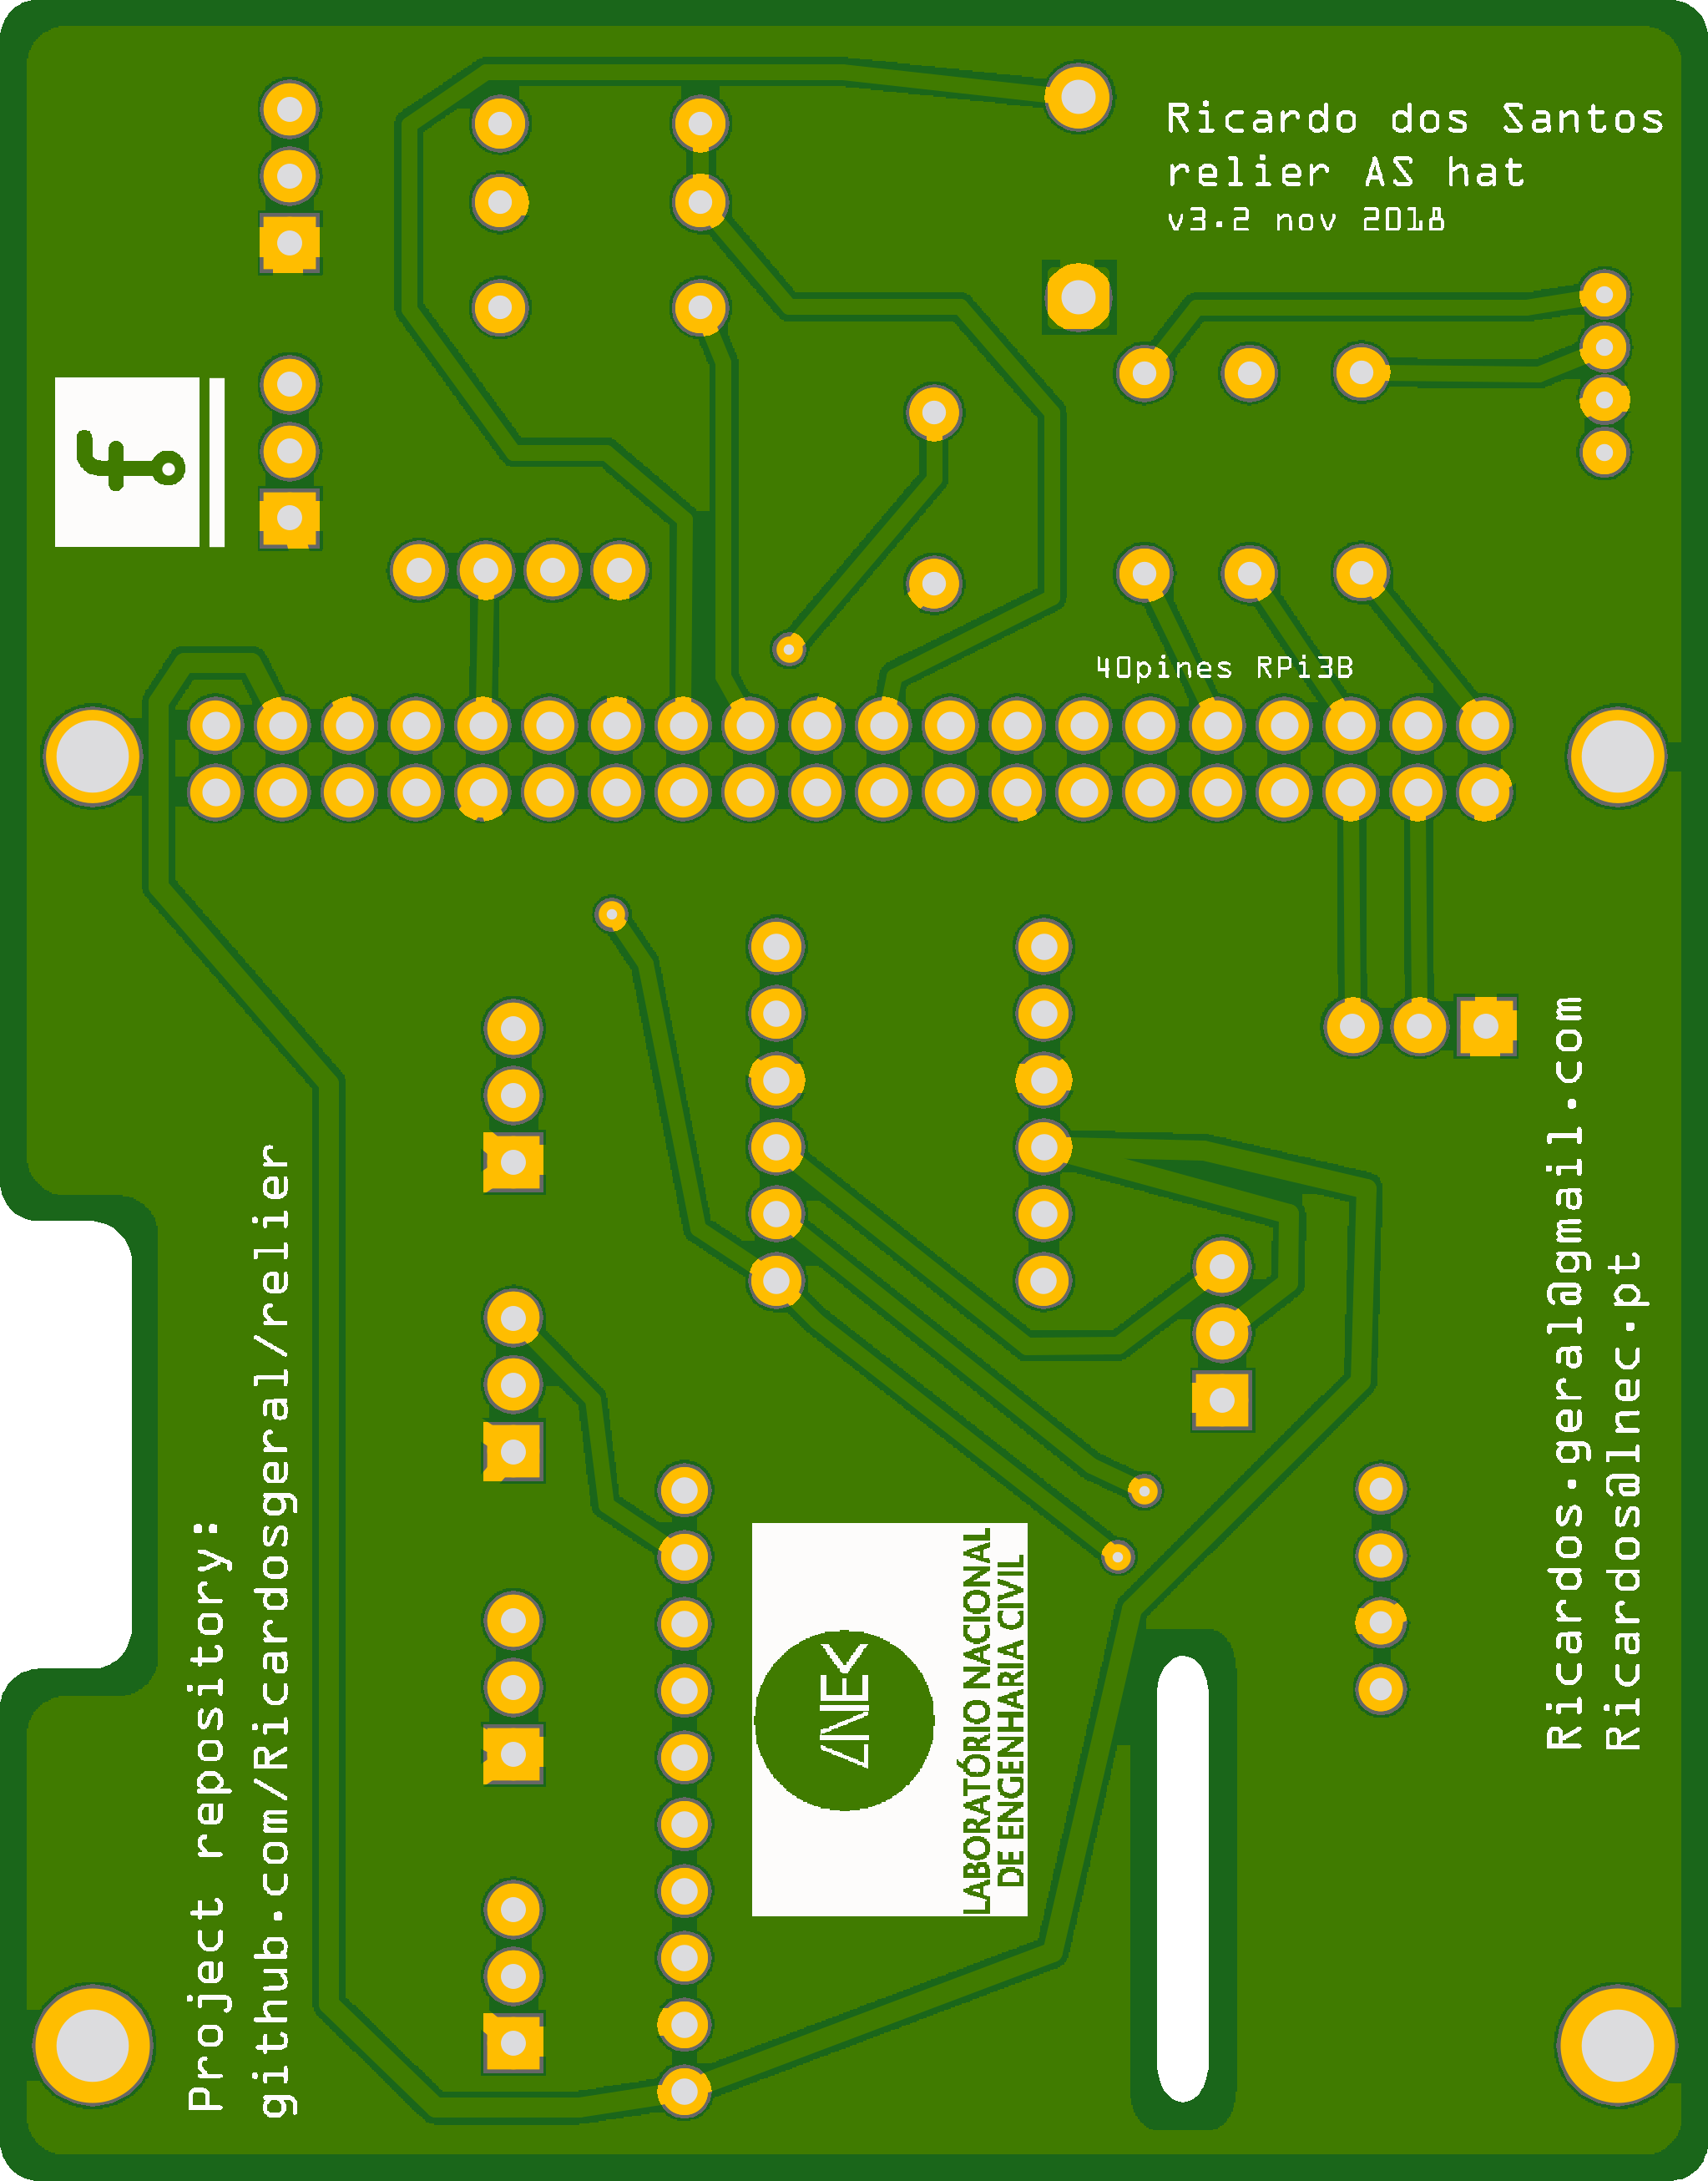 Ricardo dos Santos
relier AS hat
v3.2 nov 2018
40pines RPi3B
Project repository:
github.com/Ricardosgeral/relier
LNEC
LABORATÓRIO NACIONAL
DE ENGENHARIA CIVIL
Ricardos.geral@gmail.com
Ricardos@lnec.pt